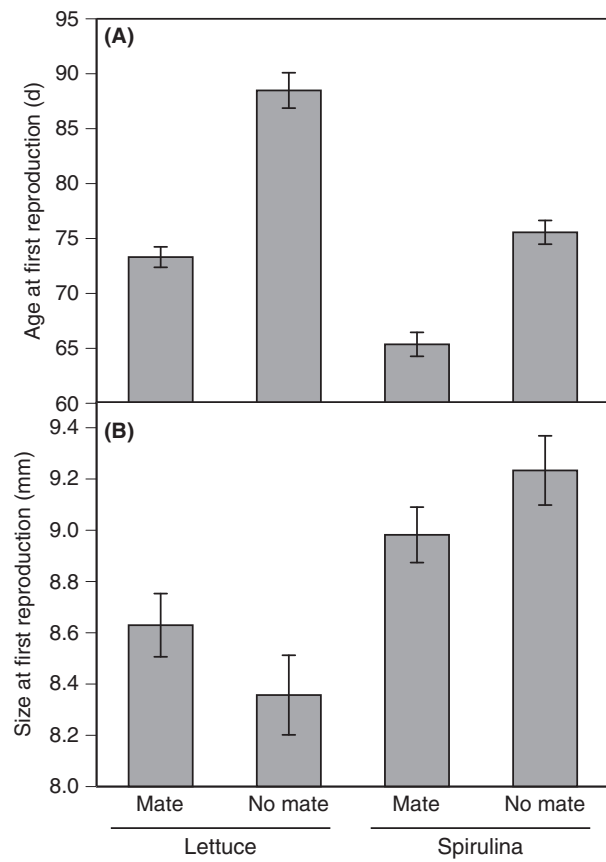 (A)
Age at first reproduction (d)
95
90
85
80
75
70
65
60
(B)
Size at first reproduction (mm)
9.4
9.2
9.0
8.8
8.6
8.4
8.2
8.0
Mate No mate Mate No mate
Lettuce Spirulina